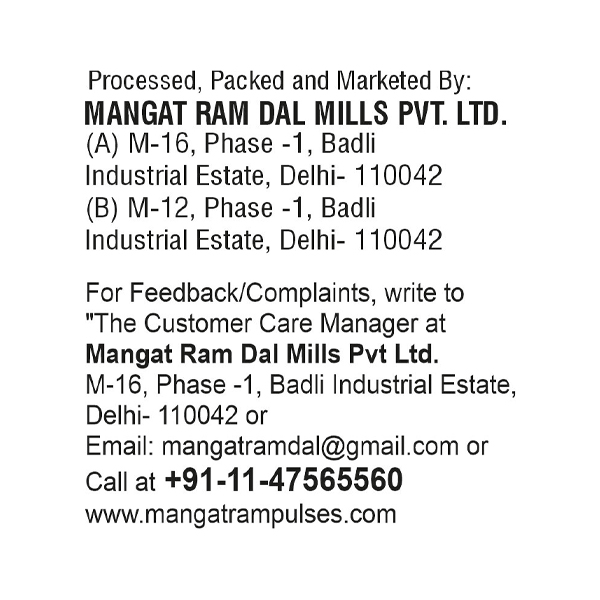 Processed, Packed and Marketed By:
MANGAT RAM DAL MILLS PVT. LTD.
(A) M-16, Phase -1, Badli
Industrial Estate, Delhi- 110042
(B) M-12, Phase -1, Badli
Industrial Estate, Delhi- 110042
For Feedback/Complaints, write to
"The Customer Care Manager at
Mangat Ram Dal Mills Pvt Ltd.
M-16, Phase -1, Badli Industrial Estate,
Delhi- 110042 or
Email: mangatramdal@gmail.com or
Call at +91-11-47565560
www.mangatrampulses.com